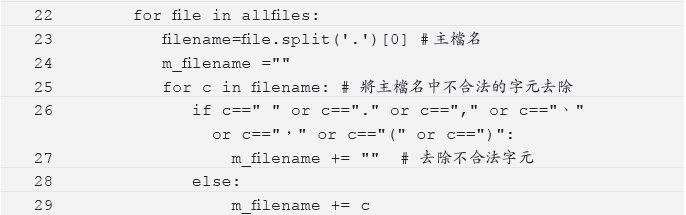 22 for file in allfiles:
23 filename=file.split('.')[0] #主檔名
24 m_filename =""
25 for c in filename: # 將主檔名中不合法的字元去除
26 if c==" " or c=="." or c=="," or c=="、"
or c=="，" or c=="(" or c==")":
27 m_filename += "" # 去除不合法字元
28 else:
29 m_filename += c